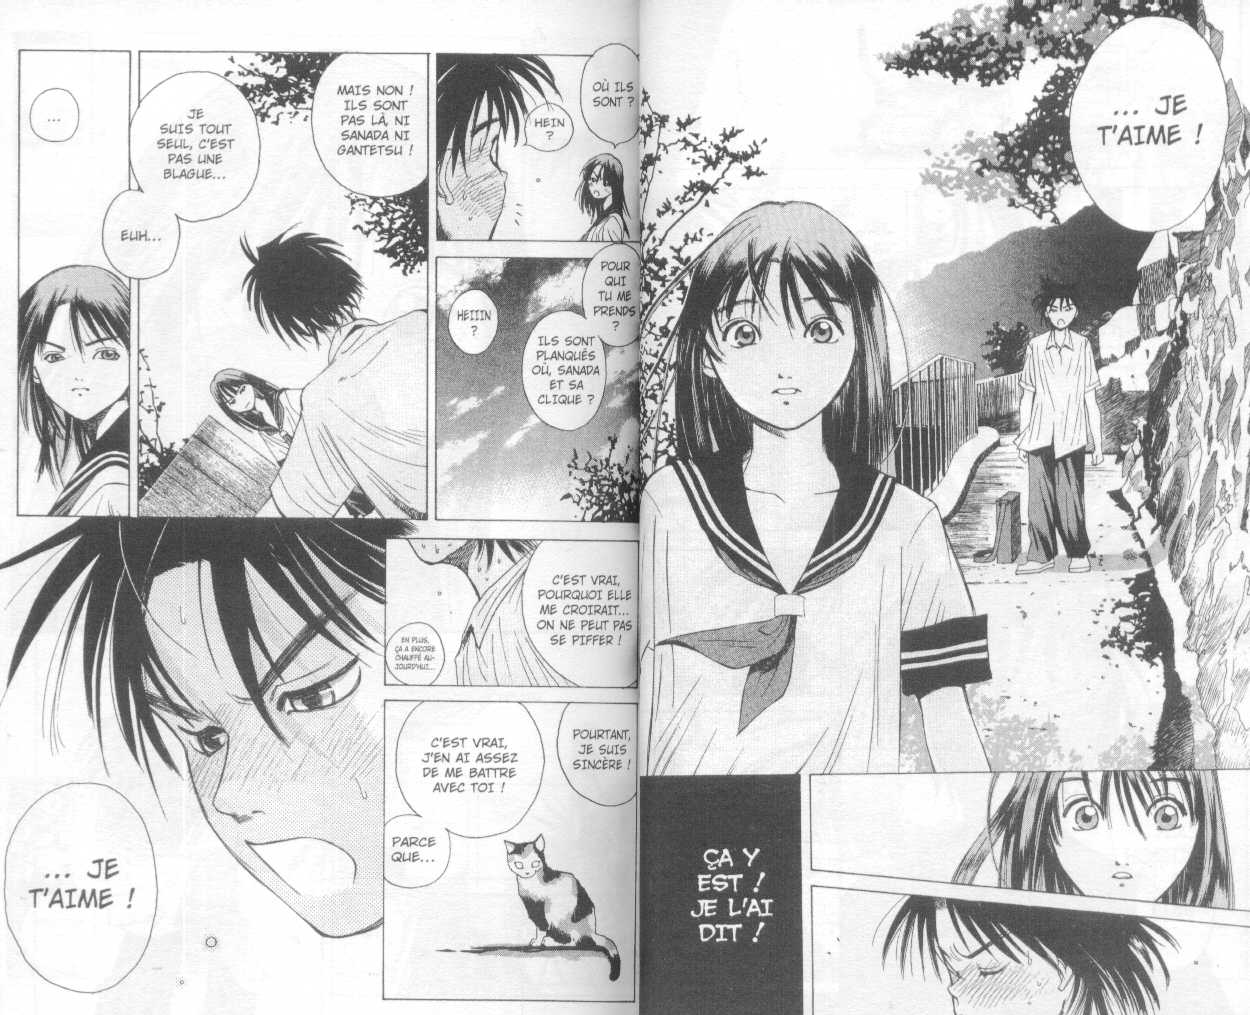 ... JE
T'AIME !
ÇA Y
EST !
JE L'AI
DIT !
OÙ ILS
SONT ?
HEIN
?
POUR
QUI
TU ME
PRENDS
?
ILS SONT
PLANQUÉS
OÙ, SANADA
ET SA
CLIQUE ?
HEIIIN
?
MAIS NON !
ILS SONT
PAS LÀ, NI
SANADA NI
GANTETSU !
JE
SUIS TOUT
SEUL, C'EST
PAS UNE
BLAGUE...
EUH...
...
C'EST VRAI,
POURQUOI ELLE
ME CROIRAIT...
ON NE PEUT PAS
SE PIFFER !
EN PLUS,
ÇA A ENCORE
CHAUFFÉ AU-
JOURD'HUI...
POURTANT,
JE SUIS
SINCÈRE !
C'EST VRAI,
J'EN AI ASSEZ
DE ME BATTRE
AVEC TOI !
PARCE
QUE...
... JE
T'AIME !